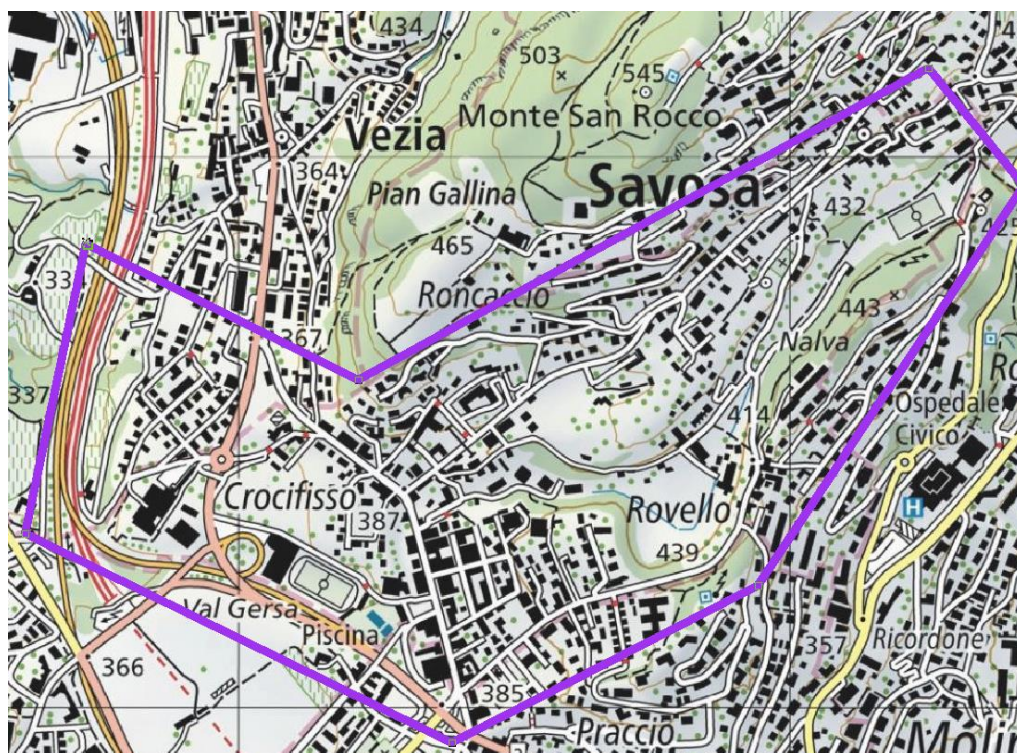 434
503
545
Monte San Rocco
Vezia
364
Pian Gallina
Savosa
432
465
Roncaccio
443
367
Nalva
337
414
Ospedale
Civico
Crocifisso
387
Rovello
H
439
Val Gersa
Piscina
357
Ricordone
366
385
Praccio